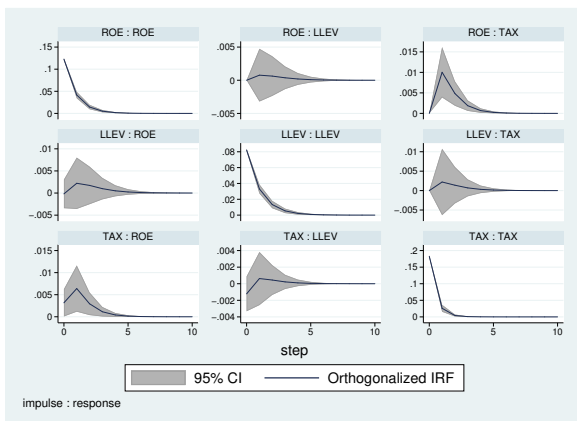 ROE : ROE
ROE : LLEV
ROE : TAX
.15
.1
.05
0
.005
0
-.005
.015
.01
.005
0
LLEV : ROE
LLEV : LLEV
LLEV : TAX
.01
.005
0
-.005
.08
.06
.04
.02
0
.01
.005
0
-.005
TAX : ROE
TAX : LLEV
TAX : TAX
.015
.01
.005
0
.004
.002
0
-.002
-.004
.2
.15
.1
.05
0
0 5 10
0 5 10
0 5 10
step
95% CI
Orthogonalized IRF
impulse : response